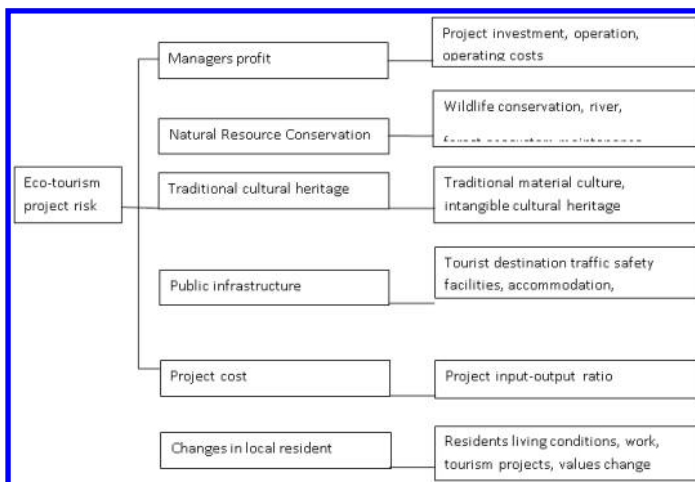 Managers profit
Project investment, operation,
operating costs
Natural Resource Conservation
Wildlife conservation, river,
Eco-tourism
project risk
Traditional cultural heritage
Traditional material culture,
intangible cultural heritage
Public infrastructure
Tourist destination traffic safety
facilities, accommodation,
Project cost
Project input-output ratio
Changes in local resident
Residents living conditions, work,
tourism projects, values change